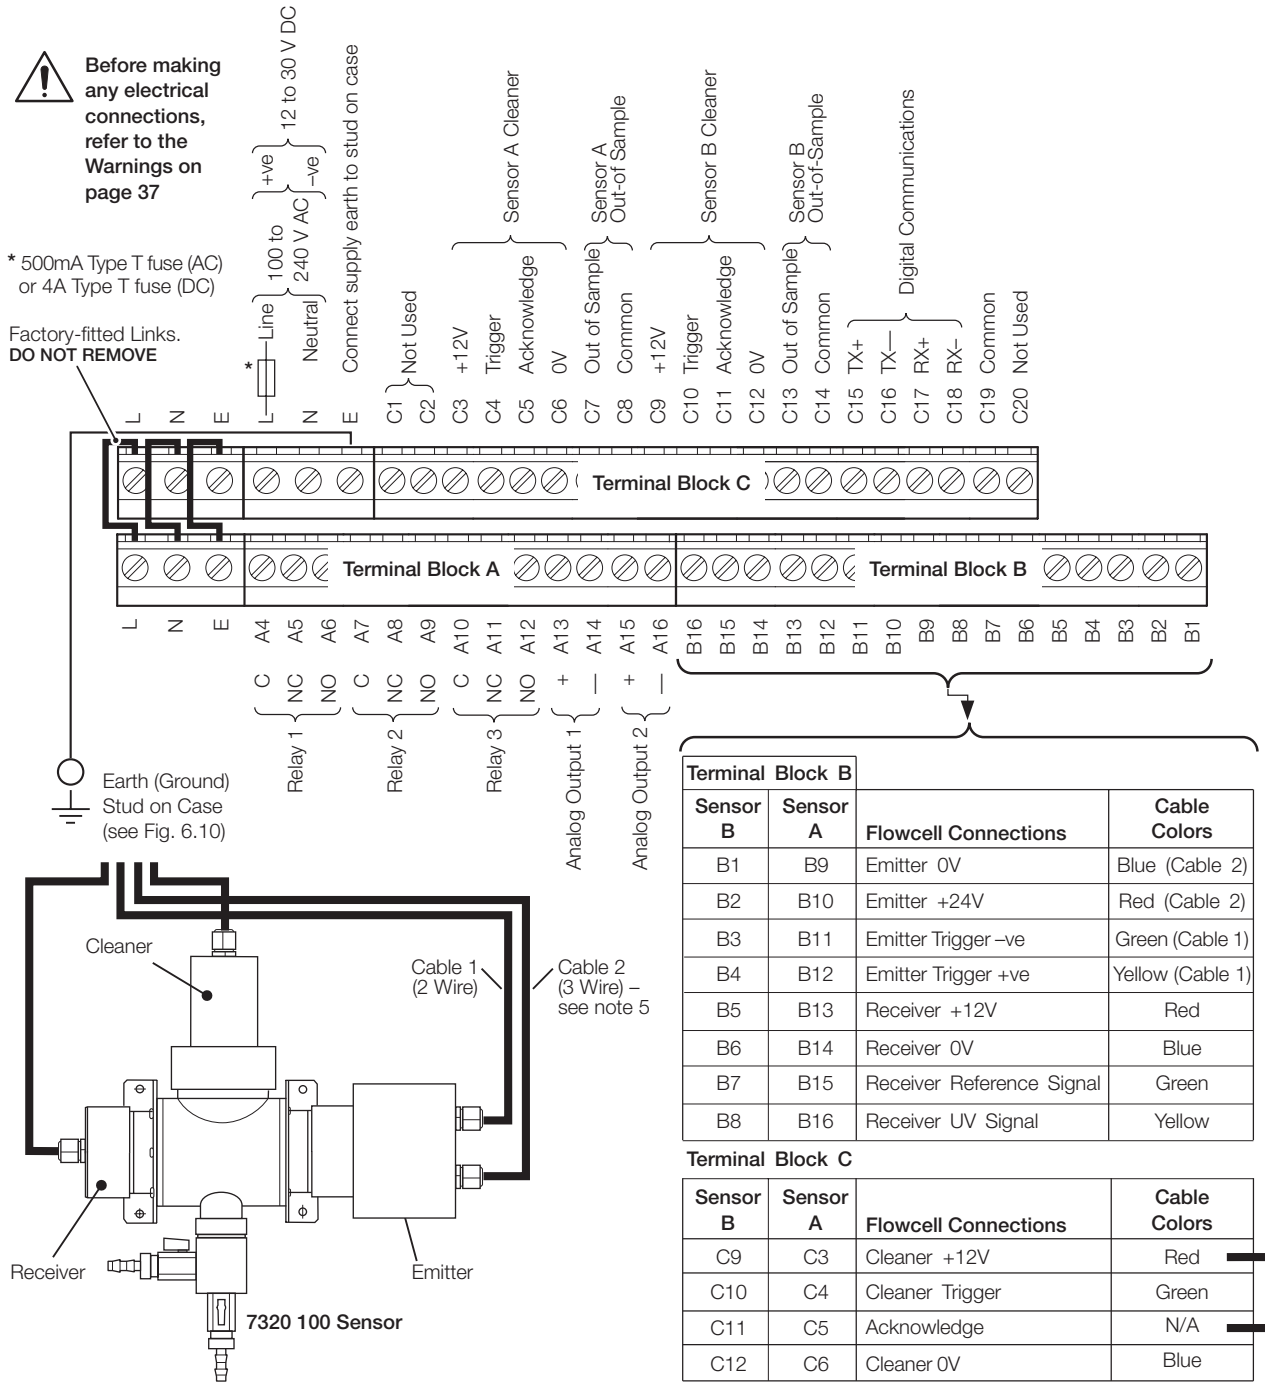 Before making
any electrical
connections,
refer to the
Warnings on
page 37
* 500mA Type T fuse (AC)
or 4A Type T fuse (DC)
Factory-fitted Links.
DO NOT REMOVE
12 to 30 V DC
+ve
–ve
100 to
240 V AC
Line
Neutral
*
Connect supply earth to stud on case
Not Used
Sensor A Cleaner
+12V
Trigger
Acknowledge
0V
Sensor A
Out-of Sample
Out of Sample
Common
Sensor B Cleaner
+12V
Trigger
Acknowledge
0V
Sensor B
Out-of-Sample
Out of Sample
Common
Digital Communications
TX+
TX—
RX+
RX–
Common
Not Used
L N E L N E C1 C2 C3 C4 C5 C6 C7 C8 C9 C10 C11 C12 C13 C14 C15 C16 C17 C18 C19 C20
Terminal Block C
Terminal Block A
Terminal Block B
L N E A4 A5 A6 A7 A8 A9 A10 A11 A12 A13 A14 A15 A16 B16 B15 B14 B13 B12 B11 B10 B9 B8 B7 B6 B5 B4 B3 B2 B1
C NC NO C NC NO C NC NO + — + —
Relay 1
Relay 2
Relay 3
Analog Output 1
Analog Output 2
Earth (Ground)
Stud on Case
(see Fig. 6.10)
Cleaner
Cable 1
(2 Wire)
Cable 2
(3 Wire) –
see note 5
Receiver
Emitter
7320 100 Sensor
Terminal Block B
Sensor B Sensor A Flowcell Connections Cable Colors
B1 B9 Emitter 0V Blue (Cable 2)
B2 B10 Emitter +24V Red (Cable 2)
B3 B11 Emitter Trigger –ve Green (Cable 1)
B4 B12 Emitter Trigger +ve Yellow (Cable 1)
B5 B13 Receiver +12V Red
B6 B14 Receiver 0V Blue
B7 B15 Receiver Reference Signal Green
B8 B16 Receiver UV Signal Yellow
Terminal Block C
Sensor B Sensor A Flowcell Connections Cable Colors
C9 C3 Cleaner +12V Red
C10 C4 Cleaner Trigger Green
C11 C5 Acknowledge N/A
C12 C6 Cleaner 0V Blue